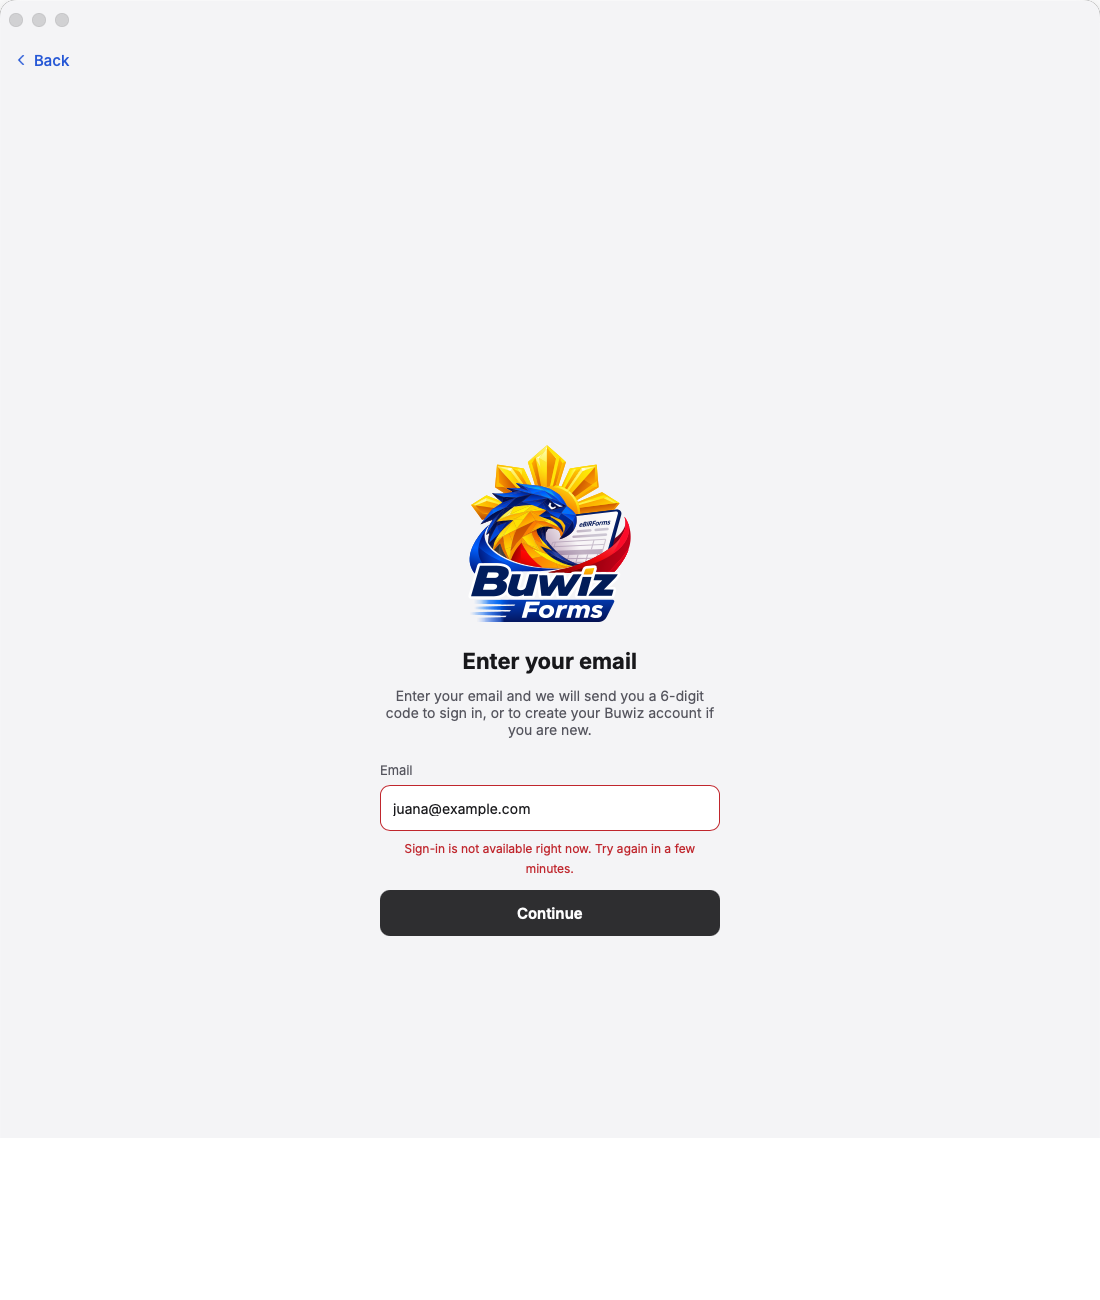 Back
eBIRForms
Buwiz
Forms
Enter your email
Enter your email and we will send you a 6-digit
code to sign in, or to create your Buwiz account if
you are new.
Email
juana@example.com
Sign-in is not available right now. Try again in a few
minutes.
Continue